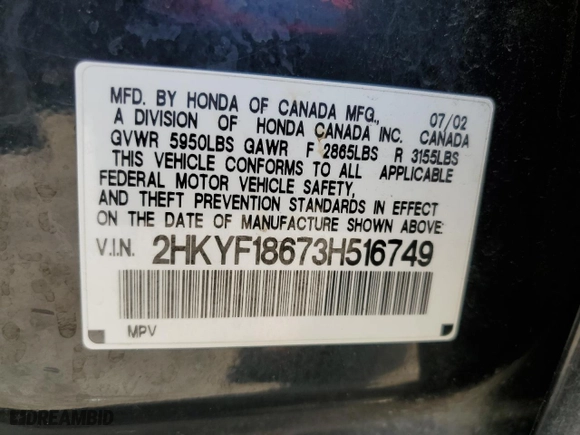 MFD. BY HONDA OF CANADA MFG., 07/02
A DIVISION OF HONDA CANADA INC. CANADA
GVWR 5950LBS GAWR F 2865LBS R 3155LBS
THIS VEHICLE CONFORMS TO ALL APPLICABLE
FEDERAL MOTOR VEHICLE SAFETY,
AND THEFT PREVENTION STANDARDS IN EFFECT
ON THE DATE OF MANUFACTURE SHOWN ABOVE:
V.I.N. 2HKYF18673H516749
MPV
DREAMBID